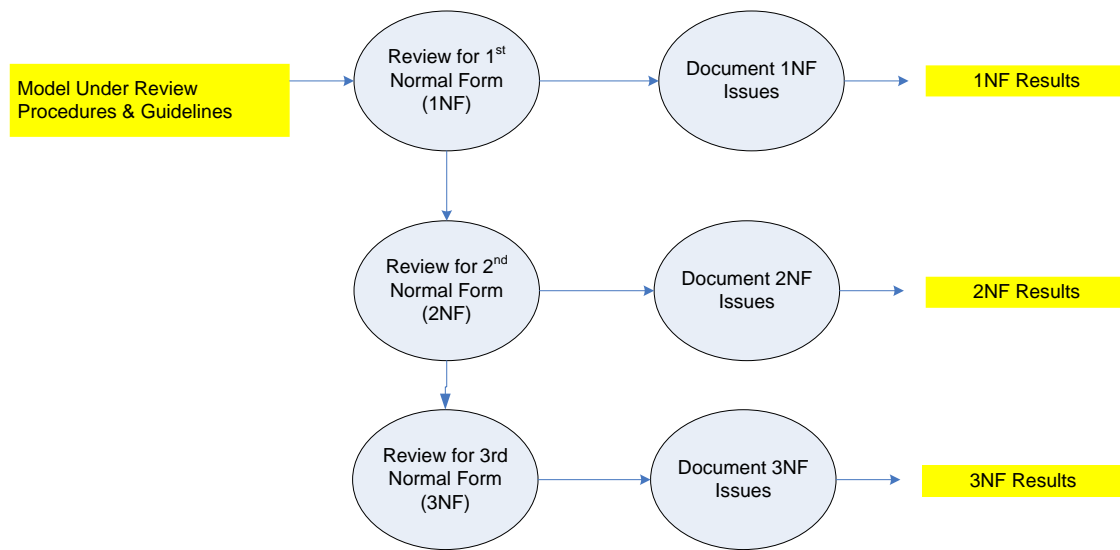 Model Under Review
Procedures & Guidelines
Review for 1st
Normal Form
(1NF)
Document 1NF
Issues
1NF Results
Review for 2nd
Normal Form
(2NF)
Document 2NF
Issues
2NF Results
Review for 3rd
Normal Form
(3NF)
Document 3NF
Issues
3NF Results